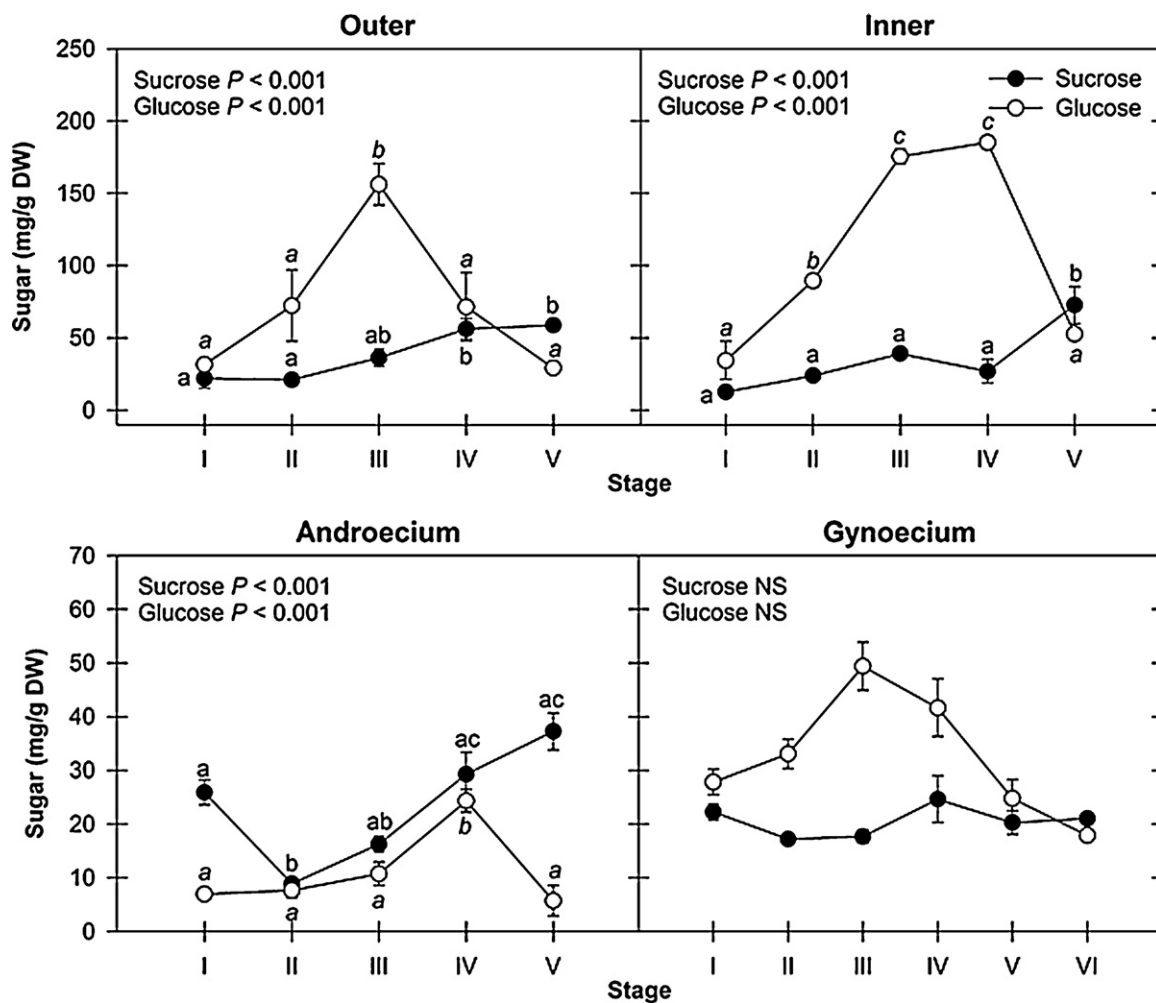 Outer
Inner
Sugar (mg/g DW)
250
200
150
100
50
0
Sucrose P < 0.001
Glucose P < 0.001
a
a
b
a
a
a
a
ab
b
b
I
II
III
IV
V
Sucrose P < 0.001
Glucose P < 0.001
Sucrose
Glucose
a
b
c
c
a
a
a
a
a
b
I
II
III
IV
V
Stage
Androecium
Gynoecium
Sugar (mg/g DW)
70
60
50
40
30
20
10
0
Sucrose P < 0.001
Glucose P < 0.001
a
b
ab
ac
ac
a
a
a
b
a
I
II
III
IV
V
Sucrose NS
Glucose NS
I
II
III
IV
V
VI
Stage